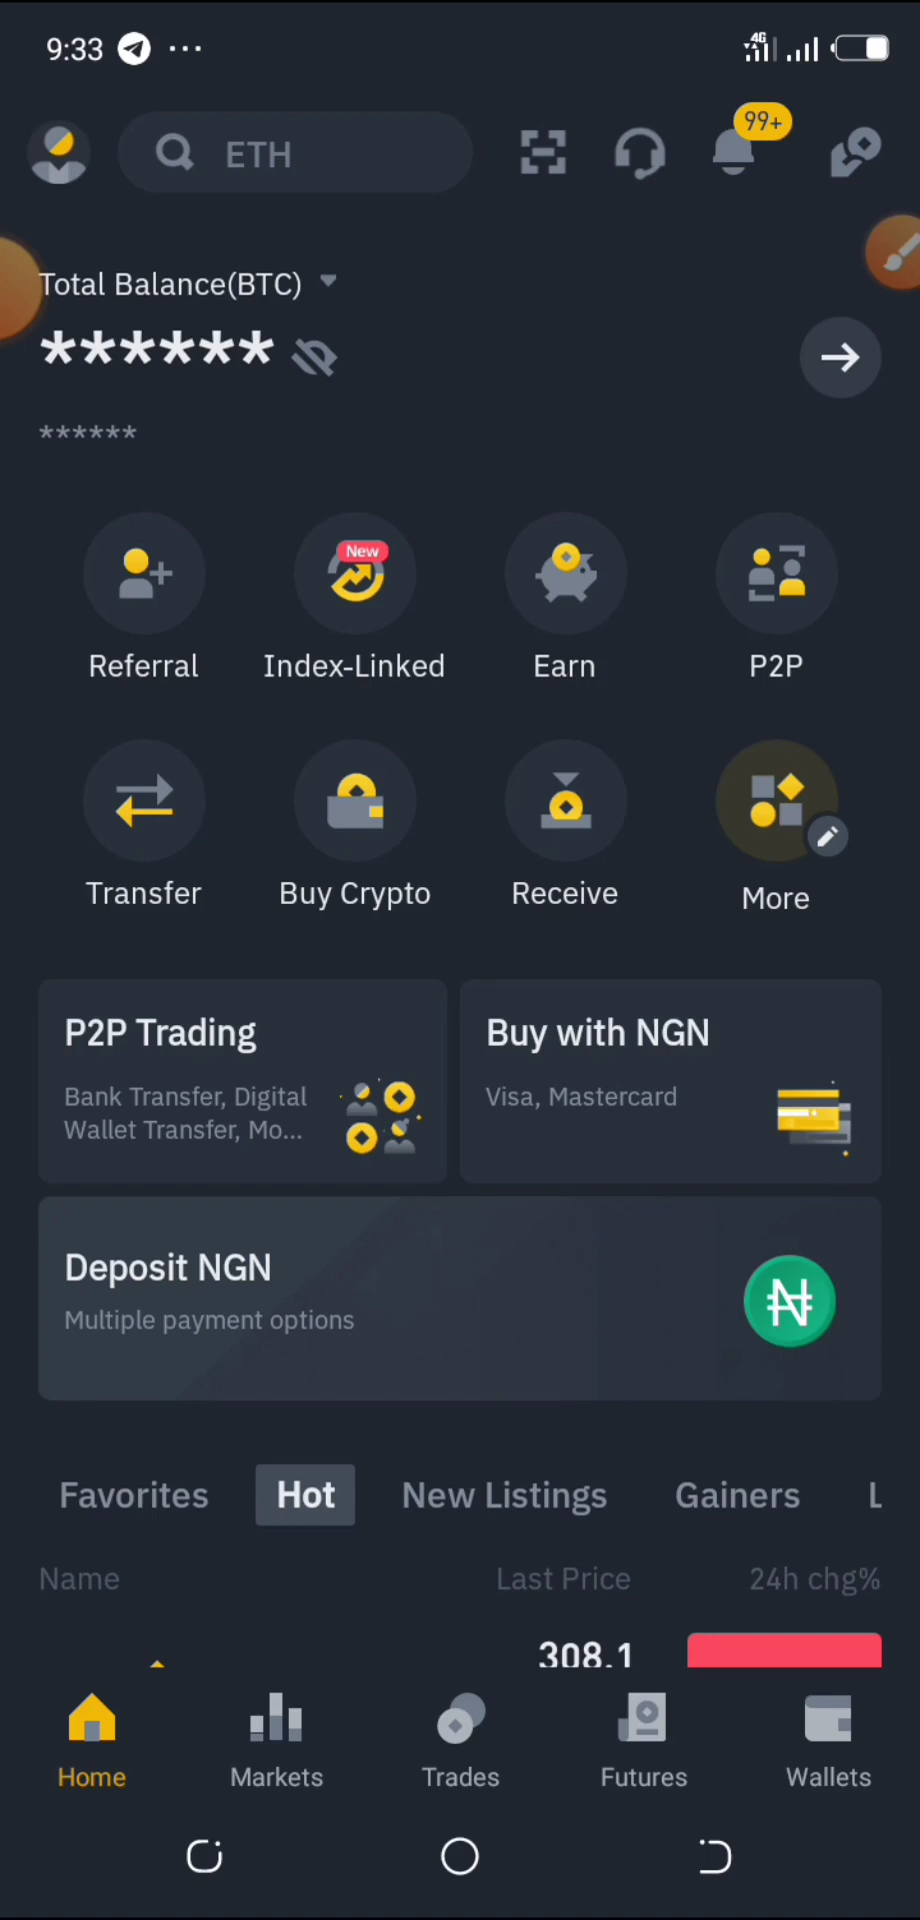 9:33
4G
ETH
99+
Total Balance(BTC)
******
******
New
Referral
Index-Linked
Earn
P2P
Transfer
Buy Crypto
Receive
More
P2P Trading
Bank Transfer, Digital
Wallet Transfer, Mo...
Buy with NGN
Visa, Mastercard
Deposit NGN
Multiple payment options
Favorites
Hot
New Listings
Gainers
L
Name
Last Price
24h chg%
308.1
Home
Markets
Trades
Futures
Wallets